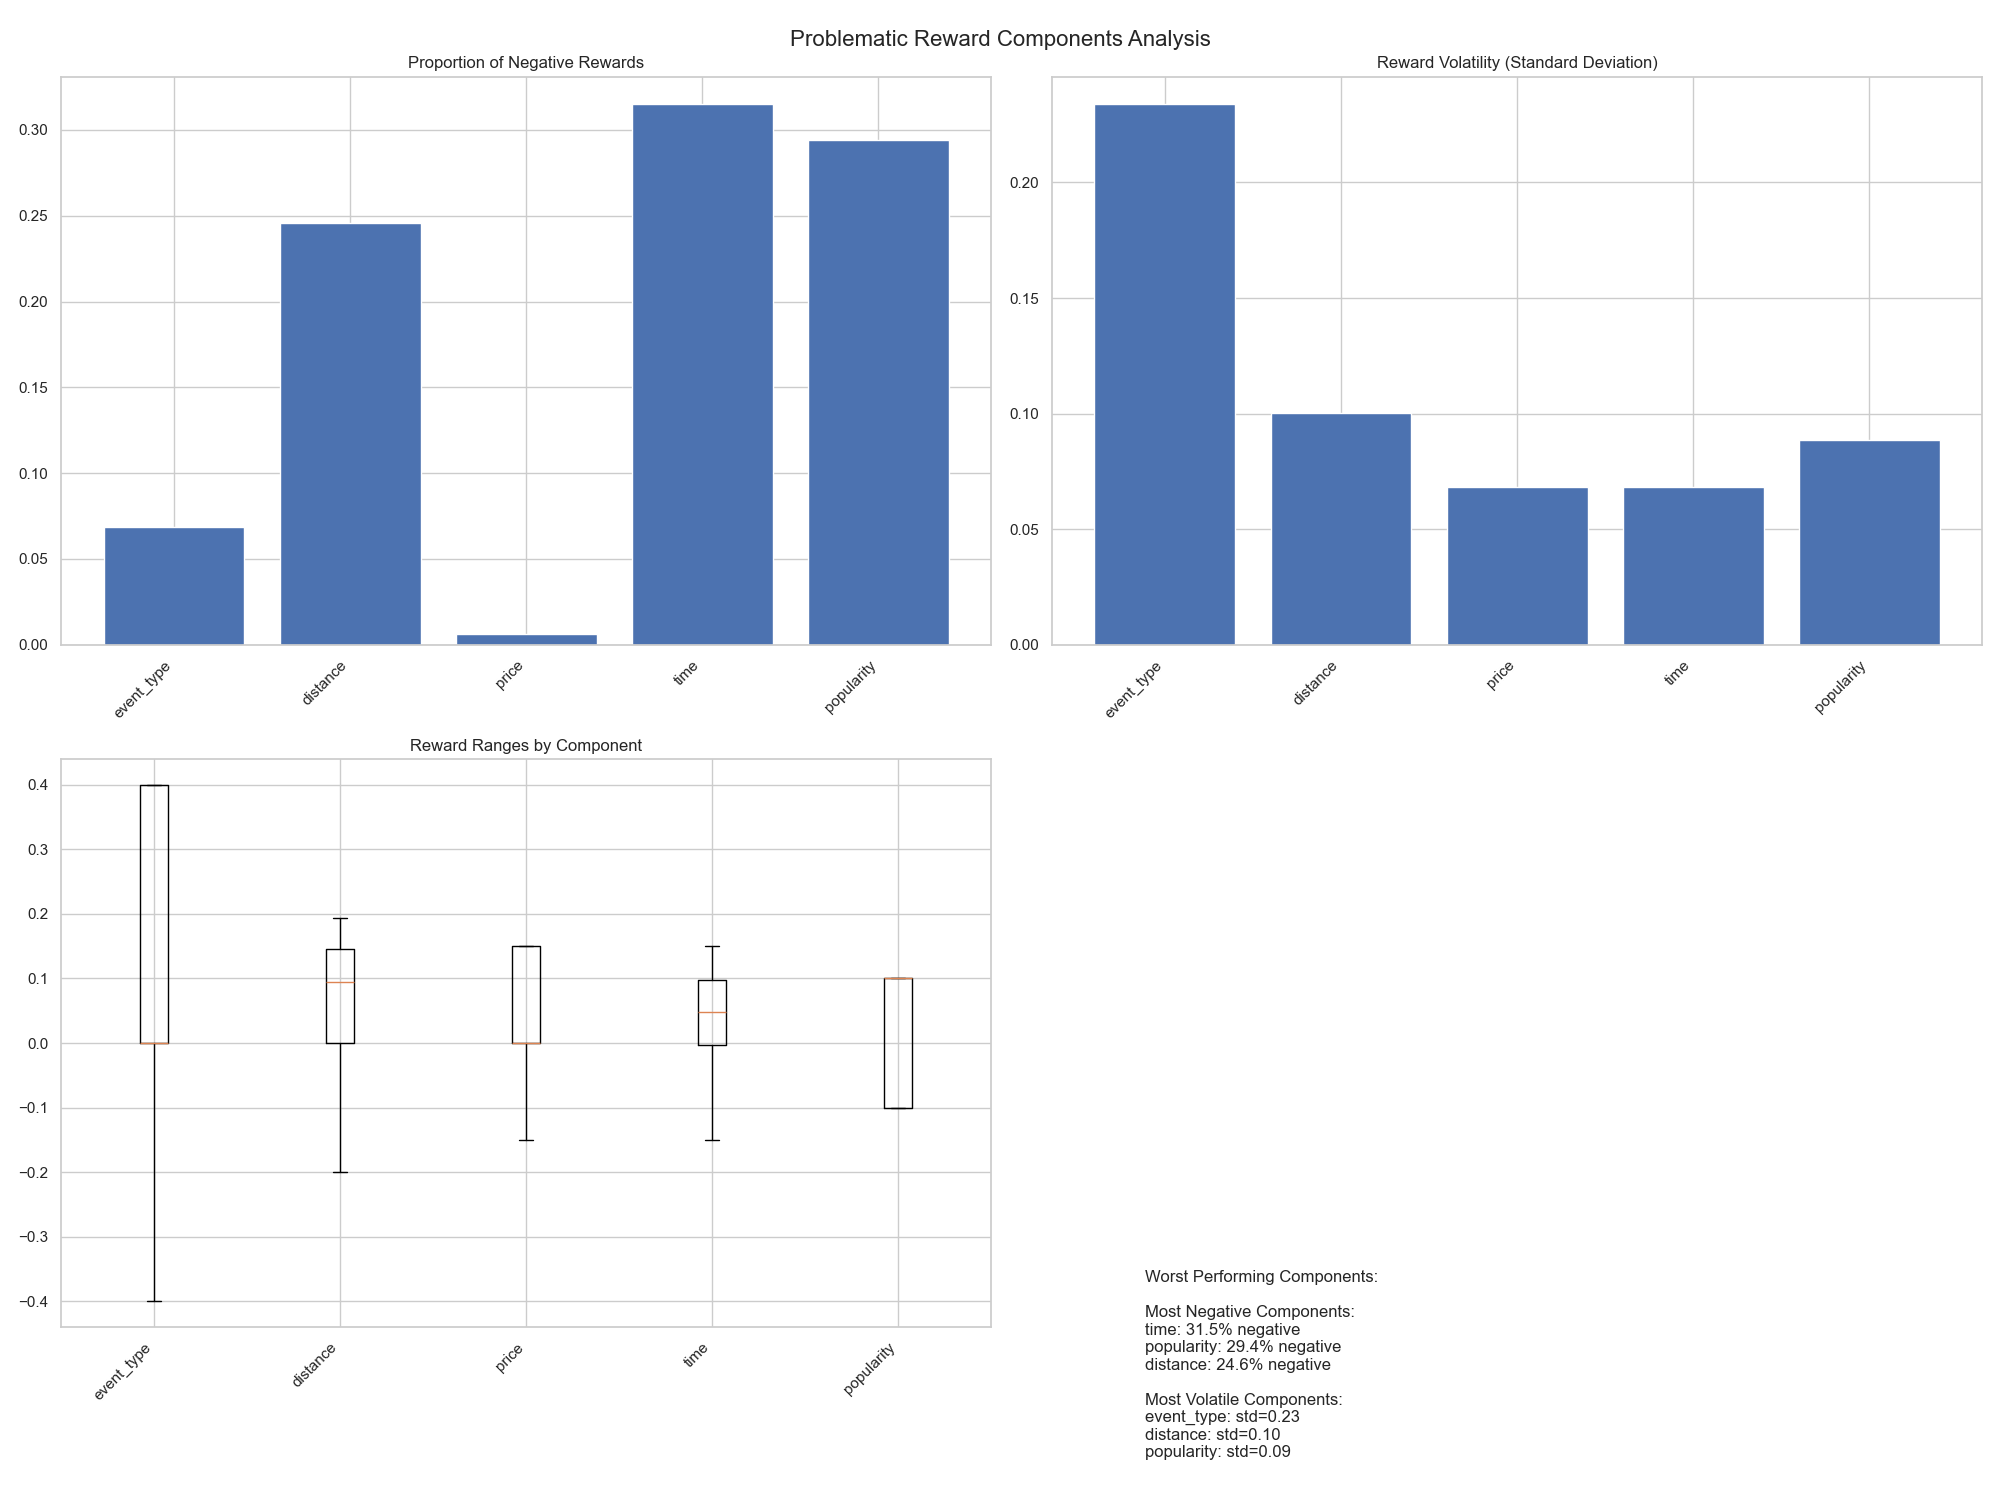 Problematic Reward Components Analysis
Proportion of Negative Rewards
0.30
0.25
0.20
0.15
0.10
0.05
0.00
event_type
distance
price
time
popularity
Reward Volatility (Standard Deviation)
0.20
0.15
0.10
0.05
0.00
event_type
distance
price
time
popularity
Reward Ranges by Component
0.4
0.3
0.2
0.1
0.0
−0.1
−0.2
−0.3
−0.4
event_type
distance
price
time
popularity
Worst Performing Components:
Most Negative Components:
time: 31.5% negative
popularity: 29.4% negative
distance: 24.6% negative
Most Volatile Components:
event_type: std=0.23
distance: std=0.10
popularity: std=0.09